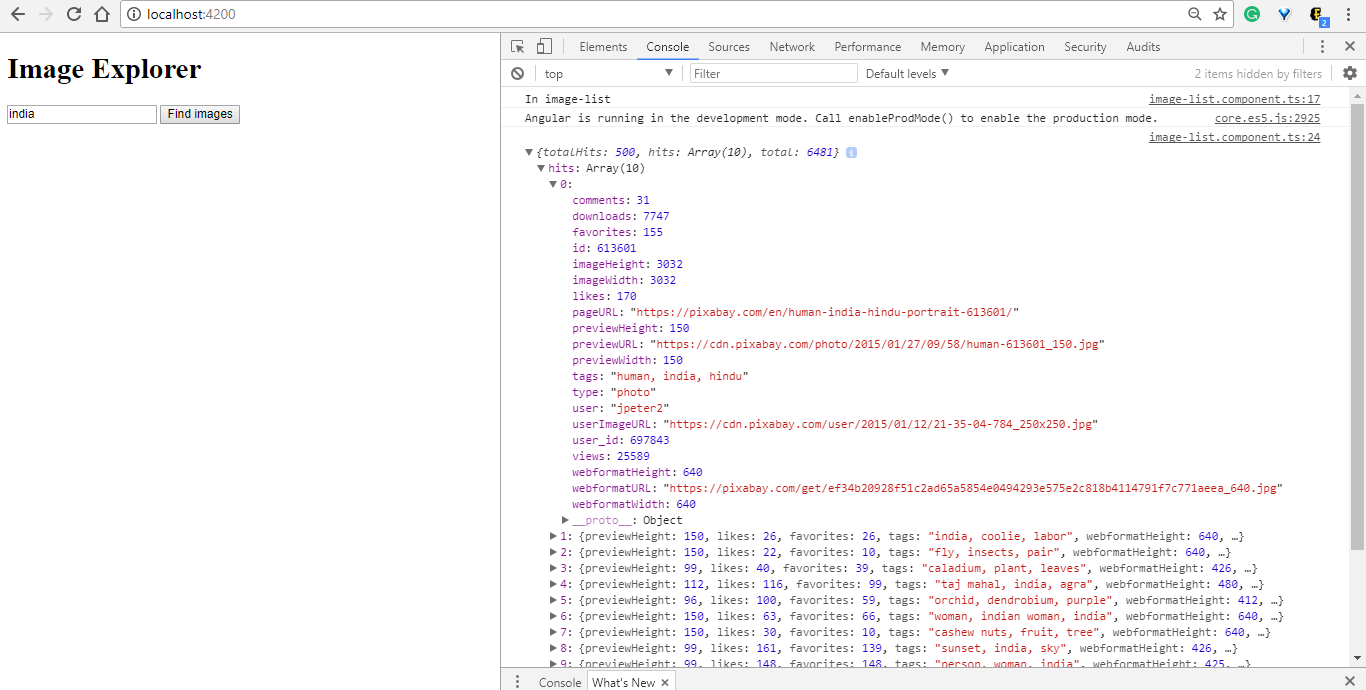 localhost:4200
2
Image Explorer
india Find images
Elements Console Sources Network Performance Memory Application Security Audits
top Filter Default levels 2 items hidden by filters
In image-list image-list.component.ts:17
Angular is running in the development mode. Call enableProdMode() to enable the production mode. core.es5.js:2925
image-list.component.ts:24
{totalHits: 500, hits: Array(10), total: 6481}
hits: Array(10)
0:
comments: 31
downloads: 7747
favorites: 155
id: 613601
imageHeight: 3032
imageWidth: 3032
likes: 170
pageURL: "https://pixabay.com/en/human-india-hindu-portrait-613601/"
previewHeight: 150
previewURL: "https://cdn.pixabay.com/photo/2015/01/27/09/58/human-613601_150.jpg"
previewWidth: 150
tags: "human, india, hindu"
type: "photo"
user: "jpeter2"
userImageURL: "https://cdn.pixabay.com/user/2015/01/12/21-35-04-784_250x250.jpg"
user_id: 697843
views: 25589
webformatHeight: 640
webformatURL: "https://pixabay.com/get/ef34b20928f51c2ad65a5854e0494293e575e2c818b4114791f7c771aeea_640.jpg"
webformatWidth: 640
__proto__: Object
1: {previewHeight: 150, likes: 26, favorites: 26, tags: "india, coolie, labor", webformatHeight: 640, …}
2: {previewHeight: 150, likes: 22, favorites: 10, tags: "fly, insects, pair", webformatHeight: 640, …}
3: {previewHeight: 99, likes: 40, favorites: 39, tags: "caladium, plant, leaves", webformatHeight: 426, …}
4: {previewHeight: 112, likes: 116, favorites: 99, tags: "taj mahal, india, agra", webformatHeight: 480, …}
5: {previewHeight: 96, likes: 100, favorites: 59, tags: "orchid, dendrobium, purple", webformatHeight: 412, …}
6: {previewHeight: 150, likes: 63, favorites: 66, tags: "woman, indian woman, india", webformatHeight: 640, …}
7: {previewHeight: 150, likes: 30, favorites: 10, tags: "cashew nuts, fruit, tree", webformatHeight: 640, …}
8: {previewHeight: 99, likes: 161, favorites: 139, tags: "sunset, india, sky", webformatHeight: 426, …}
9: {previewHeight: 99, likes: 148, favorites: 148, tags: "person, woman, india", webformatHeight: 425, …}
Console What's New